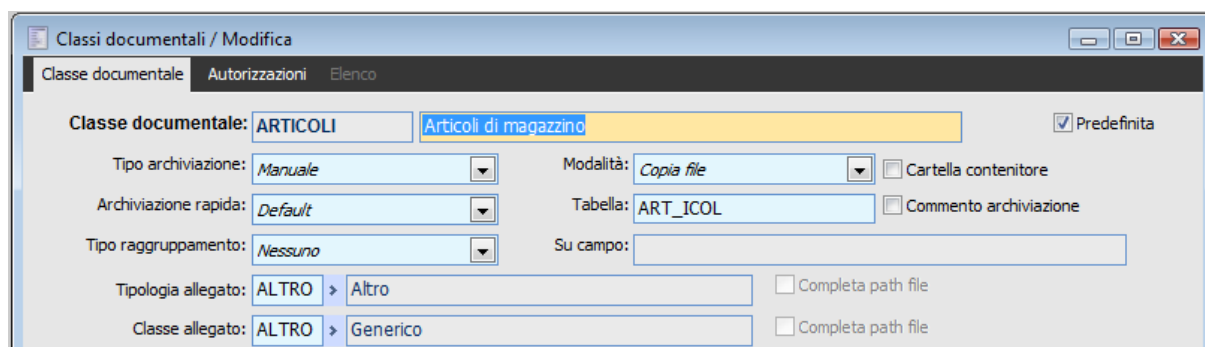 Classi documentali / Modifica
Classe documentale Autorizzazioni Elenco
Classe documentale: ARTICOLI Articoli di magazzino Predefinita
Tipo archiviazione: Manuale Modalità: Copia file Cartella contenitore
Archiviazione rapida: Default Tabella: ART_ICOL Commento archiviazione
Tipo raggruppamento: Nessuno Su campo:
Tipologia allegato: ALTRO Altro Completa path file
Classe allegato: ALTRO Generico Completa path file